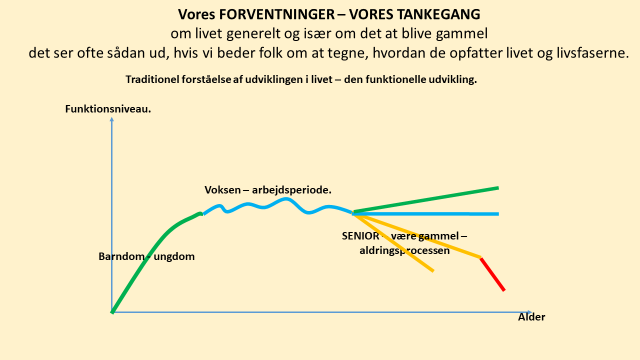 Vores FORVENTNINGER – VORES TANKEGANG
om livet generelt og især om det at blive gammel
det ser ofte sådan ud, hvis vi beder folk om at tegne, hvordan de opfatter livet og livsfaserne.
Traditionel forståelse af udviklingen i livet – den funktionelle udvikling.
Funktionsniveau.
Voksen – arbejdsperiode.
SENIOR - være gammel –
aldringsprocessen
Barndom - ungdom
Alder